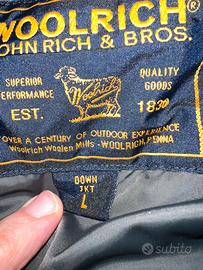 WOOLRICH®
JOHN RICH & BROS.
SUPERIOR QUALITY
PERFORMANCE GOODS
Woolrich
EST. 1830
OVER A CENTURY OF OUTDOOR EXPERIENCE
Woolrich Woolen Mills - WOOLRICH, PENNA
DOWN
JKT
L
subito